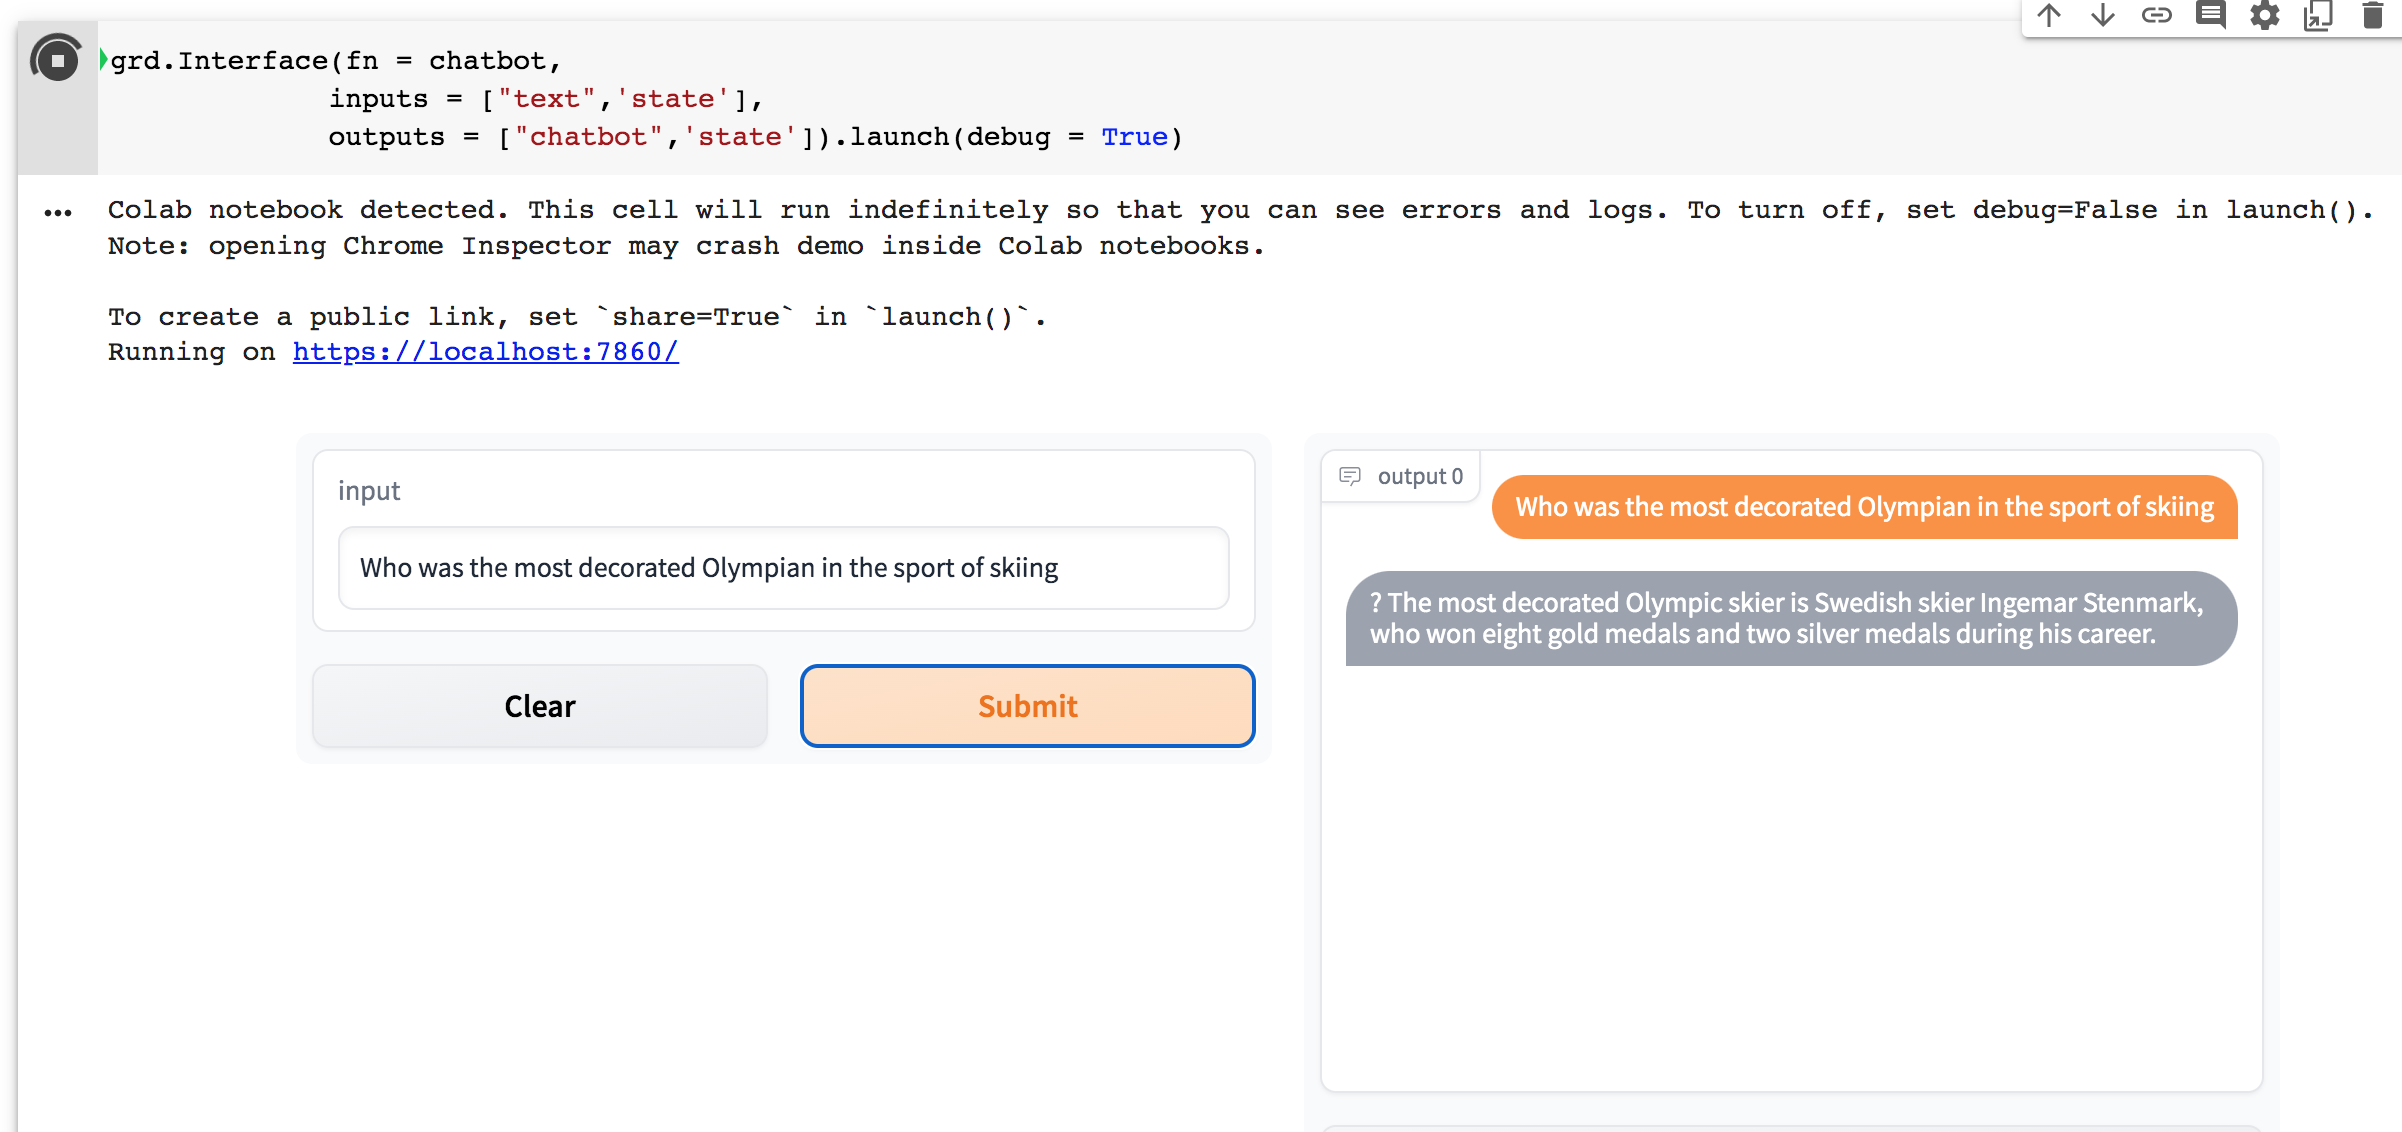 grd.Interface(fn = chatbot,
inputs = ["text",'state'],
outputs = ["chatbot",'state']).launch(debug = True)
Colab notebook detected. This cell will run indefinitely so that you can see errors and logs. To turn off, set debug=False in launch().
Note: opening Chrome Inspector may crash demo inside Colab notebooks.
To create a public link, set `share=True` in `launch()`.
Running on https://localhost:7860/
input
Who was the most decorated Olympian in the sport of skiing
Clear
Submit
output 0
Who was the most decorated Olympian in the sport of skiing
? The most decorated Olympic skier is Swedish skier Ingemar Stenmark,
who won eight gold medals and two silver medals during his career.